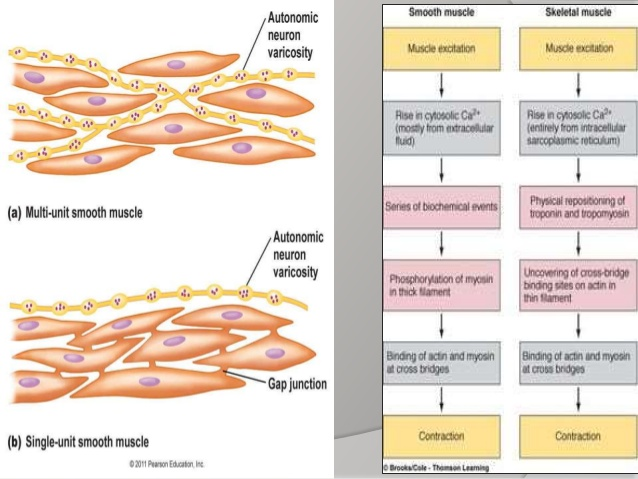 Autonomic
neuron
varicosity
(a) Multi-unit smooth muscle
Autonomic
neuron
varicosity
Gap junction
(b) Single-unit smooth muscle
© 2011 Pearson Education, Inc.
Smooth muscle
Muscle excitation
Rise in cytosolic Ca2+
(mostly from extracellular
fluid)
Series of biochemical events
Phosphorylation of myosin
in thick filament
Binding of actin and myosin
at cross bridges
Contraction
Skeletal muscle
Muscle excitation
Rise in cytosolic Ca2+
(entirely from intracellular
sarcoplasmic reticulum)
Physical repositioning of
troponin and tropomyosin
Uncovering of cross-bridge
binding sites on actin in
thin filament
Binding of actin and myosin
at cross bridges
Contraction
© Brooks/Cole - Thomson Learning